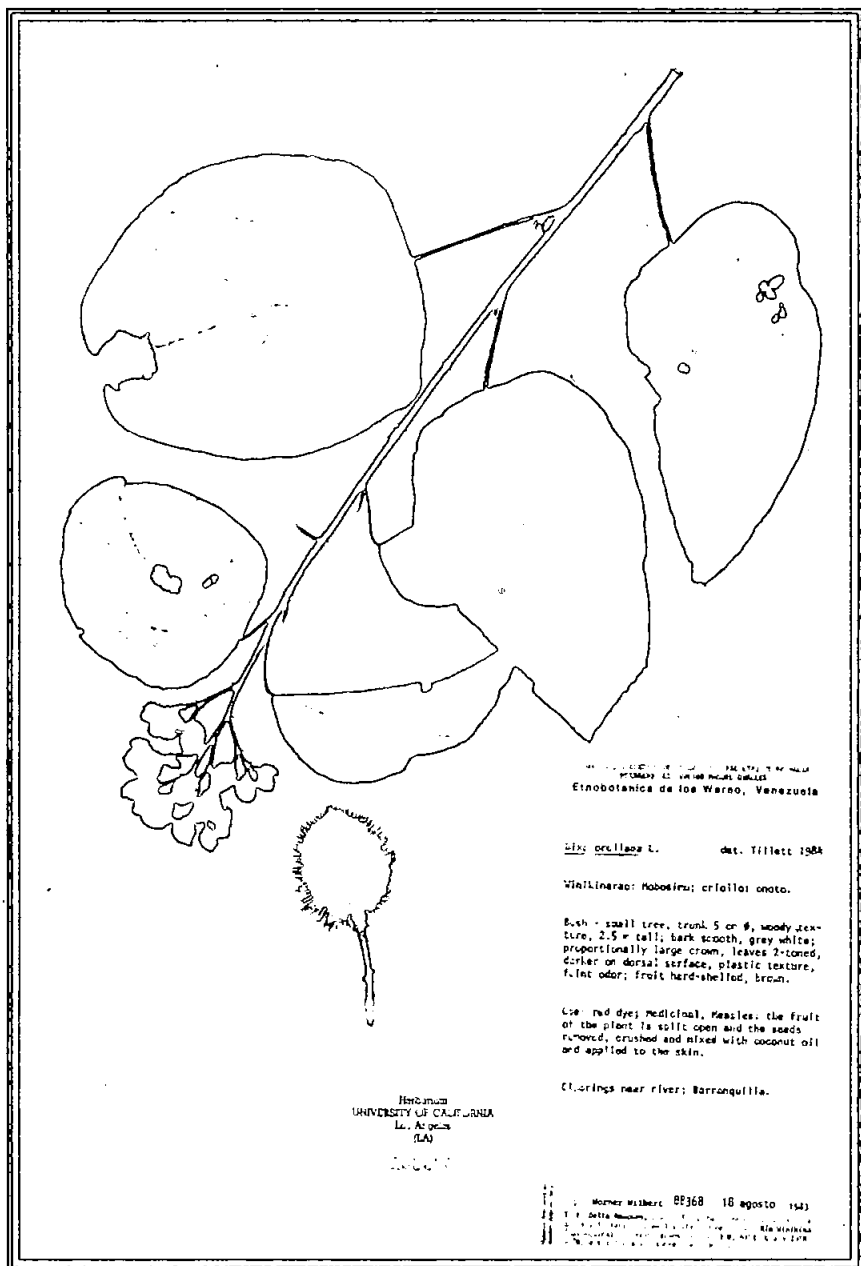 Etnobotanica de los Warao, Venezuela
Bixa orellana L. det. Tillett 1984
Winikinarao: Mobosimu; criollo: onoto.
Bush - small tree, trunk 5 cm ø, woody tex-
ture, 2.5 m tall; bark smooth, grey white;
proportionally large crown, leaves 2-toned,
darker on dorsal surface, plastic texture,
faint odor; fruit hard-shelled, brown.
Use: red dye; medicinal, Measles: the fruit
of the plant is split open and the seeds
removed, crushed and mixed with coconut oil
and applied to the skin.
Clearings near river; Barranquilla.
Herbarium
UNIVERSITY OF CALIFORNIA
Los Angeles
(LA)
Werner Wilbert BB368 18 agosto 1983